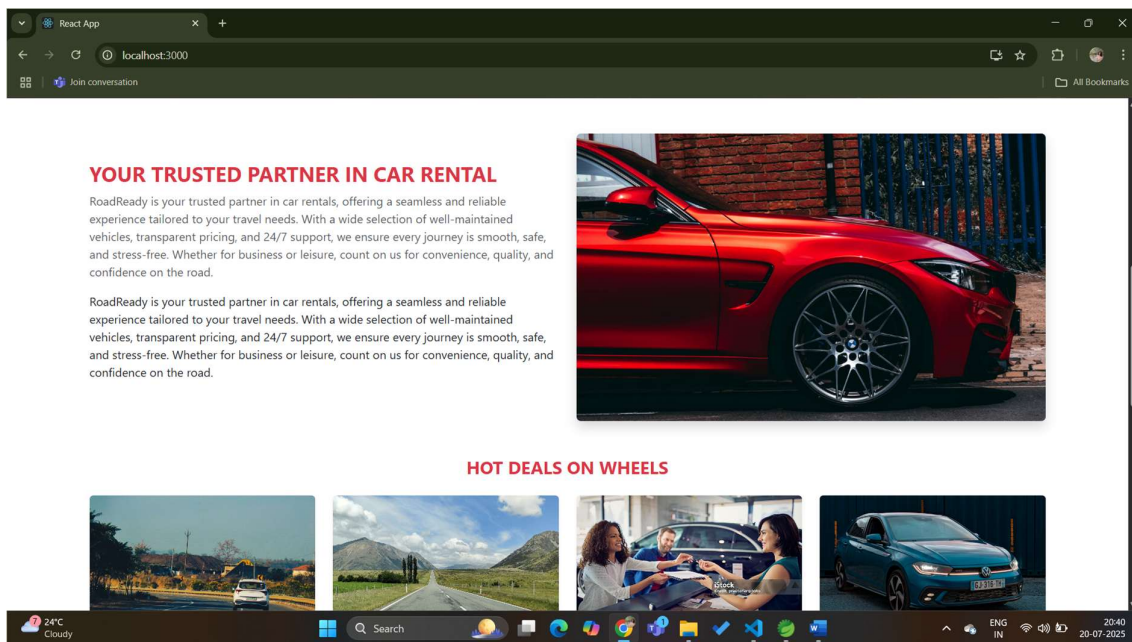 React App
localhost:3000
Join conversation
All Bookmarks
YOUR TRUSTED PARTNER IN CAR RENTAL
RoadReady is your trusted partner in car rentals, offering a seamless and reliable
experience tailored to your travel needs. With a wide selection of well-maintained
vehicles, transparent pricing, and 24/7 support, we ensure every journey is smooth, safe,
and stress-free. Whether for business or leisure, count on us for convenience, quality, and
confidence on the road.
RoadReady is your trusted partner in car rentals, offering a seamless and reliable
experience tailored to your travel needs. With a wide selection of well-maintained
vehicles, transparent pricing, and 24/7 support, we ensure every journey is smooth, safe,
and stress-free. Whether for business or leisure, count on us for convenience, quality, and
confidence on the road.
HOT DEALS ON WHEELS
iStock
7
24°C
Cloudy
Search
ENG
IN
20:40
20-07-2025